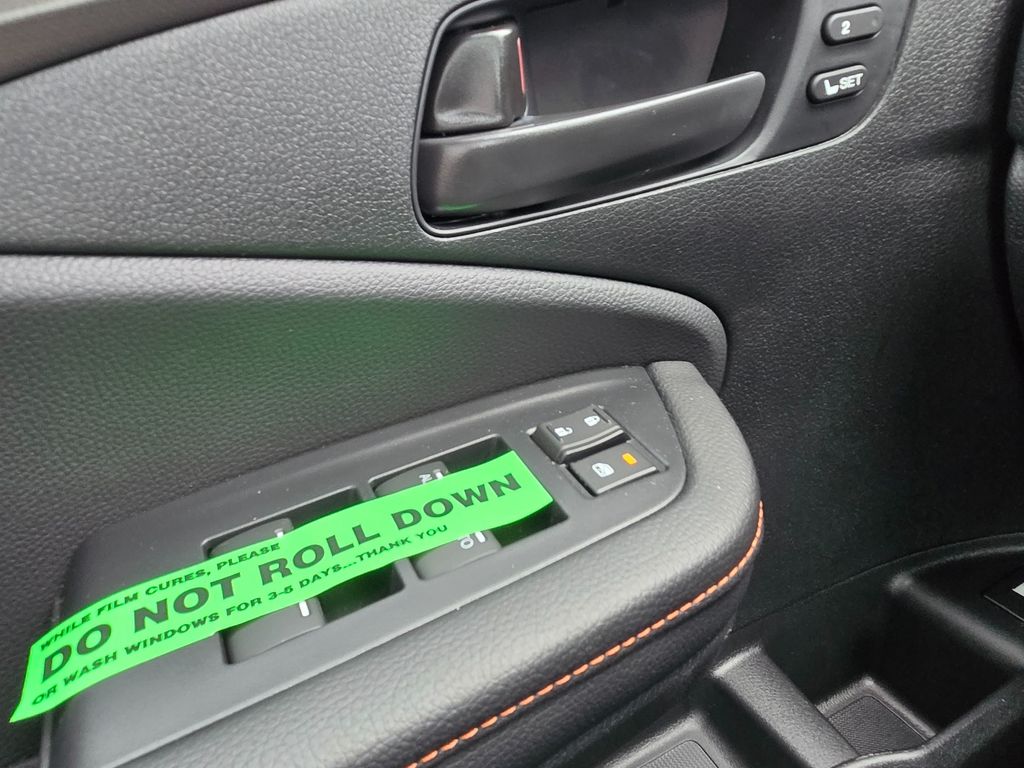 2
SET
WHILE FILM CURES, PLEASE
DO NOT ROLL DOWN
OR WASH WINDOWS FOR 3-5 DAYS...THANK YOU